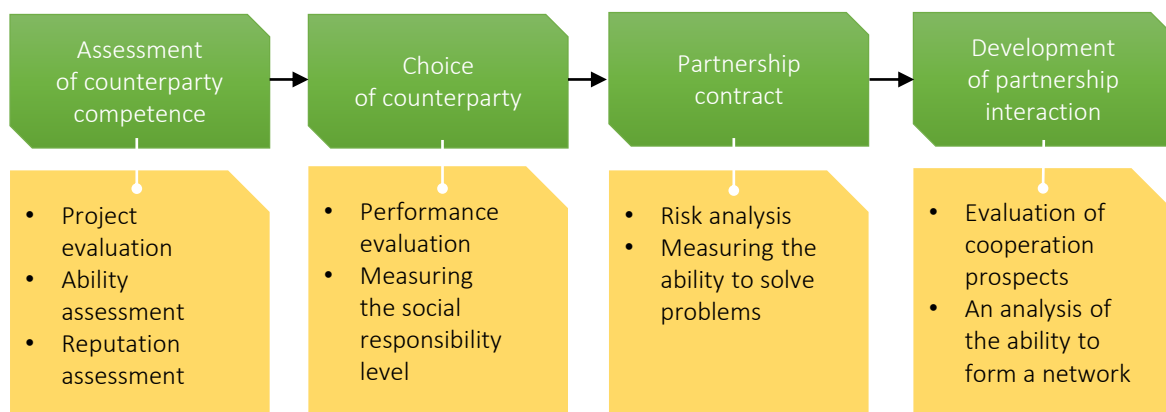 Assessment
of counterparty
competence
Choice
of counterparty
Partnership
contract
Development
of partnership
interaction
• Project
evaluation
• Ability
assessment
• Reputation
assessment
• Performance
evaluation
• Measuring
the social
responsibility
level
• Risk analysis
• Measuring the
ability to solve
problems
• Evaluation of
cooperation
prospects
• An analysis of
the ability to
form a network